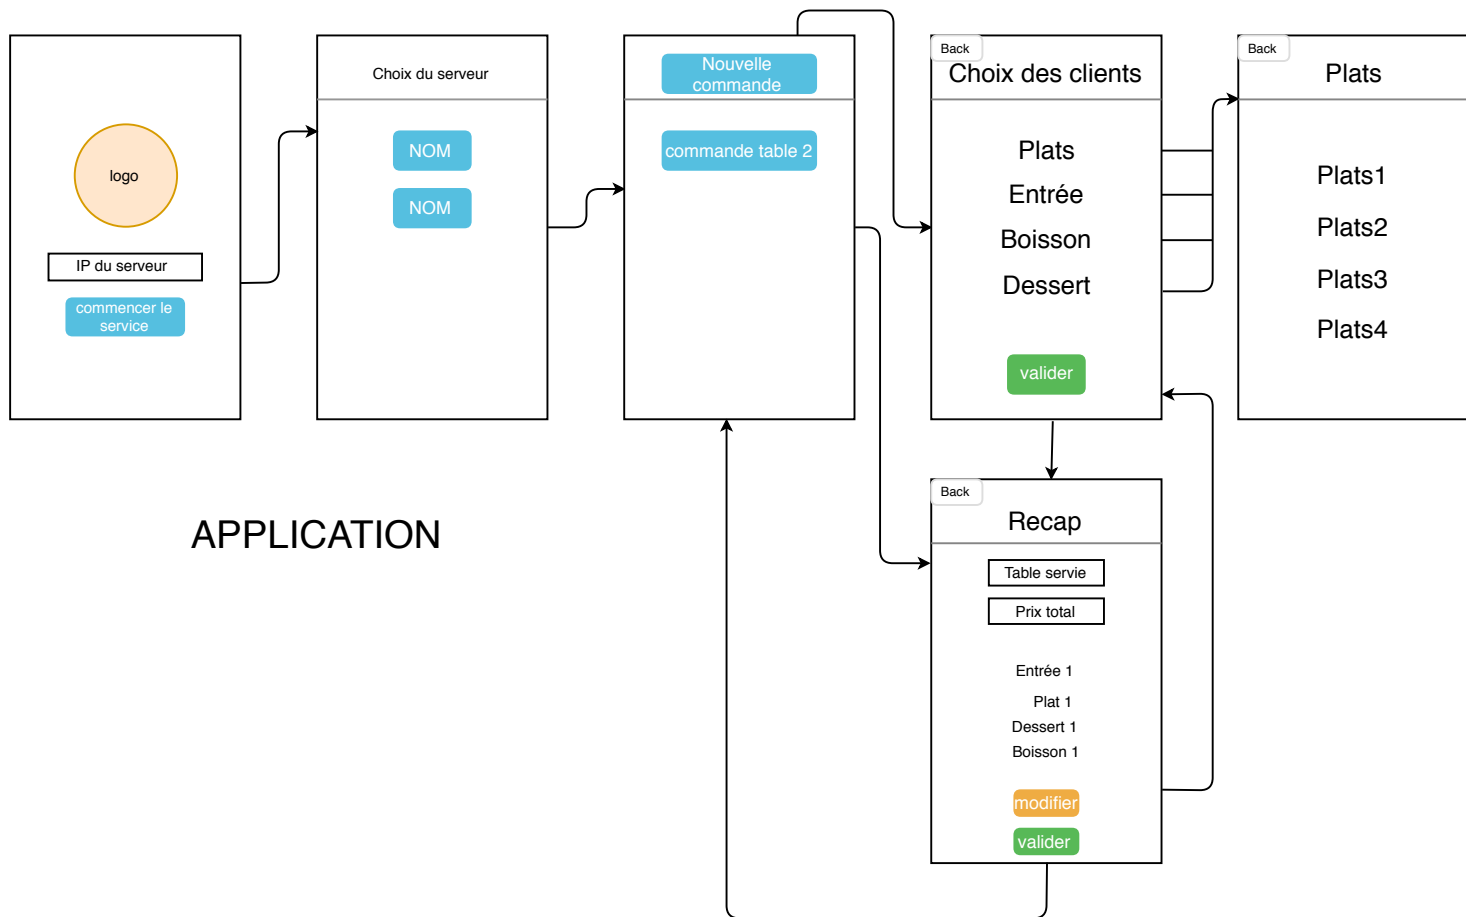 logo
IP du serveur
commencer le
service
Choix du serveur
NOM
NOM
Nouvelle
commande
commande table 2
Back
Choix des clients
Plats
Entrée
Boisson
Dessert
valider
Back
Plats
Plats1
Plats2
Plats3
Plats4
APPLICATION
Back
Recap
Table servie
Prix total
Entrée 1
Plat 1
Dessert 1
Boisson 1
modifier
valider